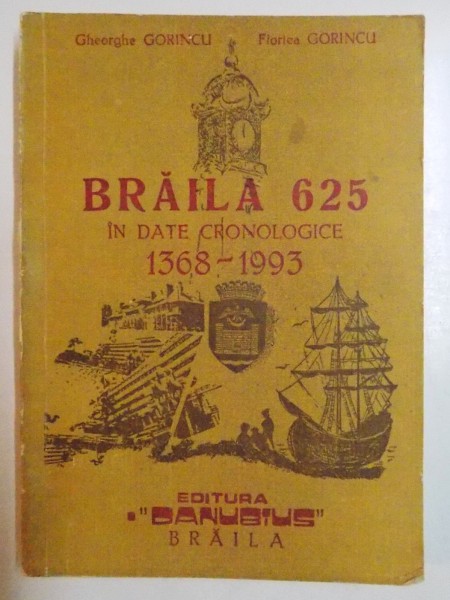 Gheorghe GORINCU Florica GORINCU
BRĂILA 625
ÎN DATE CRONOLOGICE
1368-1993
EDITURA
"DANUBIUS"
BRĂILA